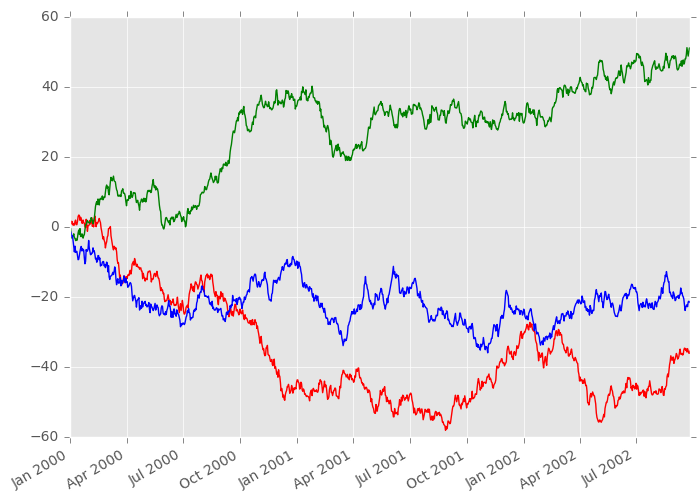 60
40
20
0
−20
−40
−60
Jan 2000
Apr 2000
Jul 2000
Oct 2000
Jan 2001
Apr 2001
Jul 2001
Oct 2001
Jan 2002
Apr 2002
Jul 2002